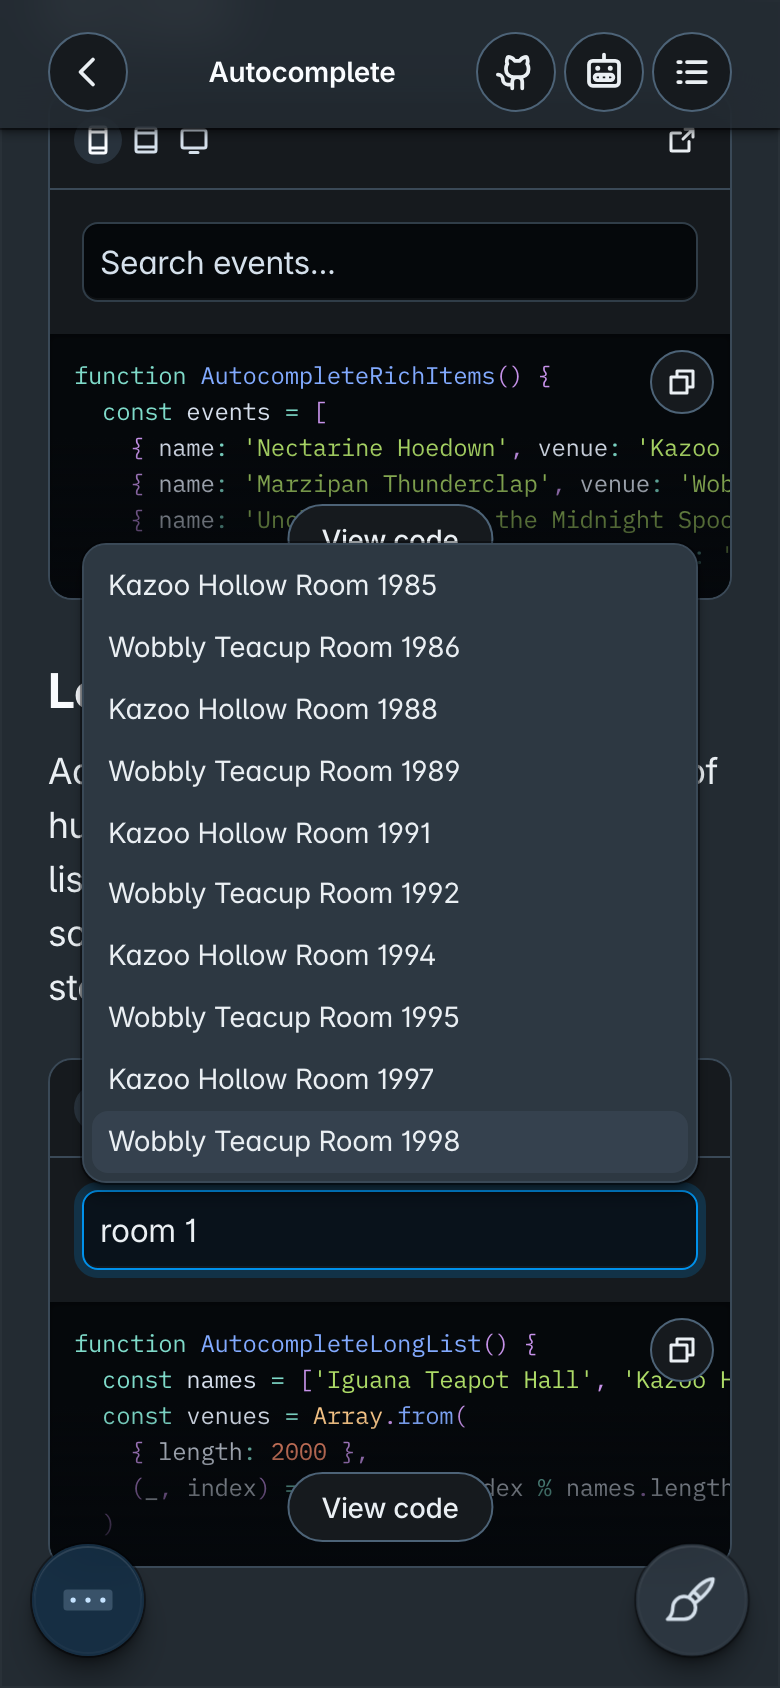 Autocomplete
Search events...
function AutocompleteRichItems() {
const events = [
{ name: 'Nectarine Hoedown', venue: 'Kazoo
{ name: 'Marzipan Thunderclap', venue: 'Wob
{ name: 'Unc the Midnight Spoo
View code
Kazoo Hollow Room 1985
Wobbly Teacup Room 1986
Kazoo Hollow Room 1988
Wobbly Teacup Room 1989
Kazoo Hollow Room 1991
Wobbly Teacup Room 1992
Kazoo Hollow Room 1994
Wobbly Teacup Room 1995
Kazoo Hollow Room 1997
Wobbly Teacup Room 1998
of
hu
lis
room 1
function AutocompleteLongList() {
const names = ['Iguana Teapot Hall', 'Kazoo H
const venues = Array.from(
{ length: 2000 },
(_, index) = dex % names.length
)
View code